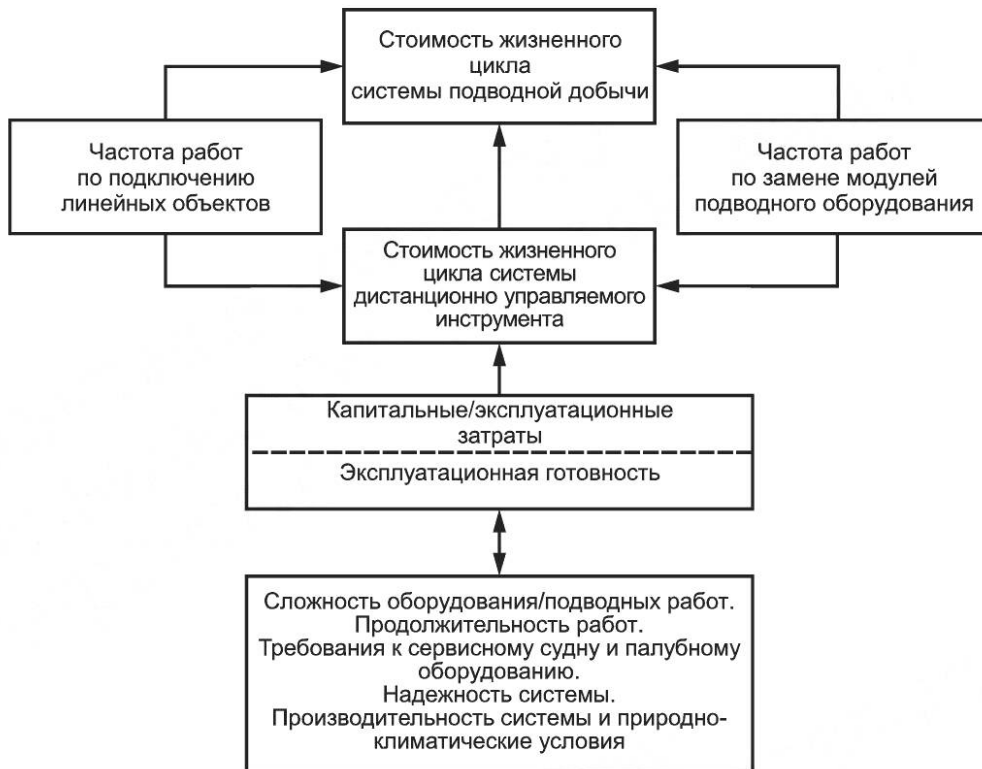 Стоимость жизненного
цикла
системы подводной добычи
Частота работ
по подключению
линейных объектов
Частота работ
по замене модулей
подводного оборудования
Стоимость жизненного
цикла системы
дистанционно управляемого
инструмента
Капитальные/эксплуатационные
затраты
Эксплуатационная готовность
Сложность оборудования/подводных работ.
Продолжительность работ.
Требования к сервисному судну и палубному
оборудованию.
Надежность системы.
Производительность системы и природно-
климатические условия